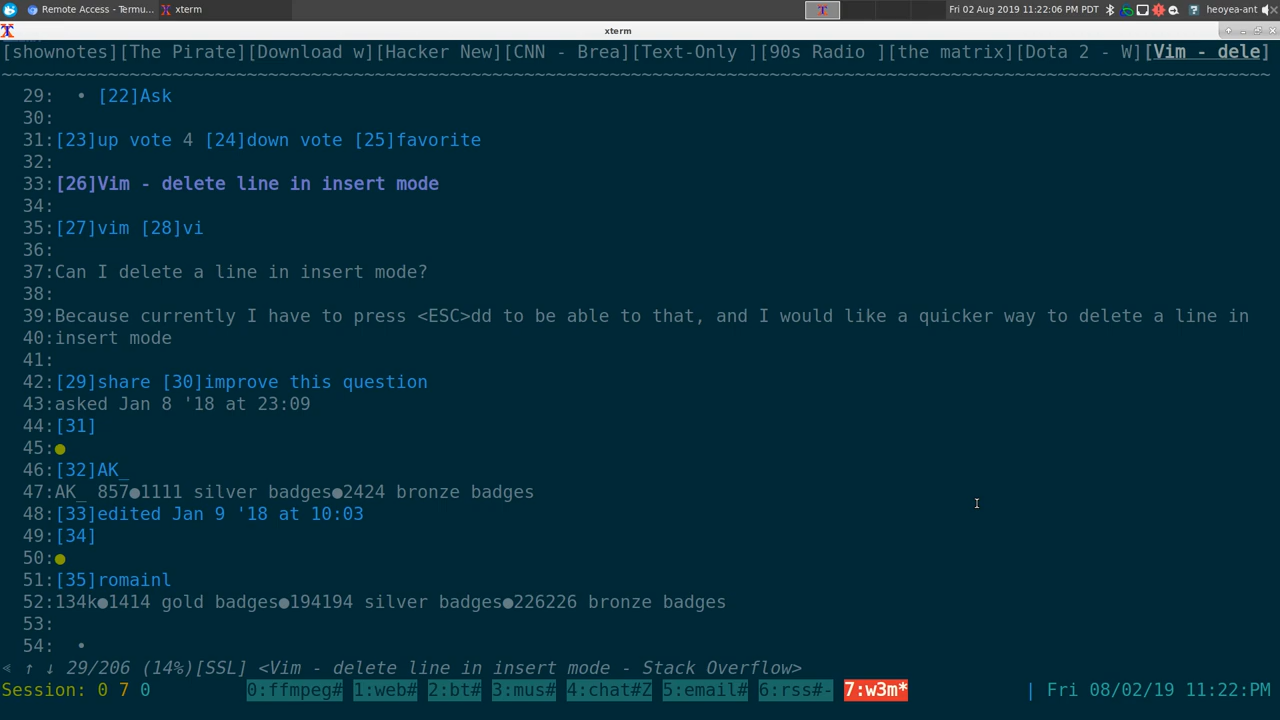 Remote Access - Termu...
xterm
Fri 02 Aug 2019 11:22:06 PM PDT
heoyea-ant
xterm
[shownotes][The Pirate][Download w][Hacker New][CNN - Brea][Text-Only ][90s Radio ][the matrix][Dota 2 - W][Vim - dele]
~~~~~~~~~~~~~~~~~~~~~~~~~~~~~~~~~~~~~~~~~~~~~~~~~~~~~~~~~~~~~~~~~~~~~~~~~~~~~~~~~~~~~~~~~~~~~~~~~~~~~~~~~~~~~~~~~~~~~~~
29:  • [22]Ask
30:
31:[23]up vote 4 [24]down vote [25]favorite
32:
33:[26]Vim - delete line in insert mode
34:
35:[27]vim [28]vi
36:
37:Can I delete a line in insert mode?
38:
39:Because currently I have to press <ESC>dd to be able to that, and I would like a quicker way to delete a line in
40:insert mode
41:
42:[29]share [30]improve this question
43:asked Jan 8 '18 at 23:09
44:[31]
45:●
46:[32]AK_
47:AK_ 857●1111 silver badges●2424 bronze badges
48:[33]edited Jan 9 '18 at 10:03
49:[34]
50:●
51:[35]romainl
52:134k●1414 gold badges●194194 silver badges●226226 bronze badges
53:
54:  •
⪡ ↑ ↓ 29/206 (14%)[SSL] <Vim - delete line in insert mode - Stack Overflow>
Session: 0 7 0 0:ffmpeg# 1:web# 2:bt# 3:mus# 4:chat#Z 5:email# 6:rss#- 7:w3m* | Fri 08/02/19 11:22:PM